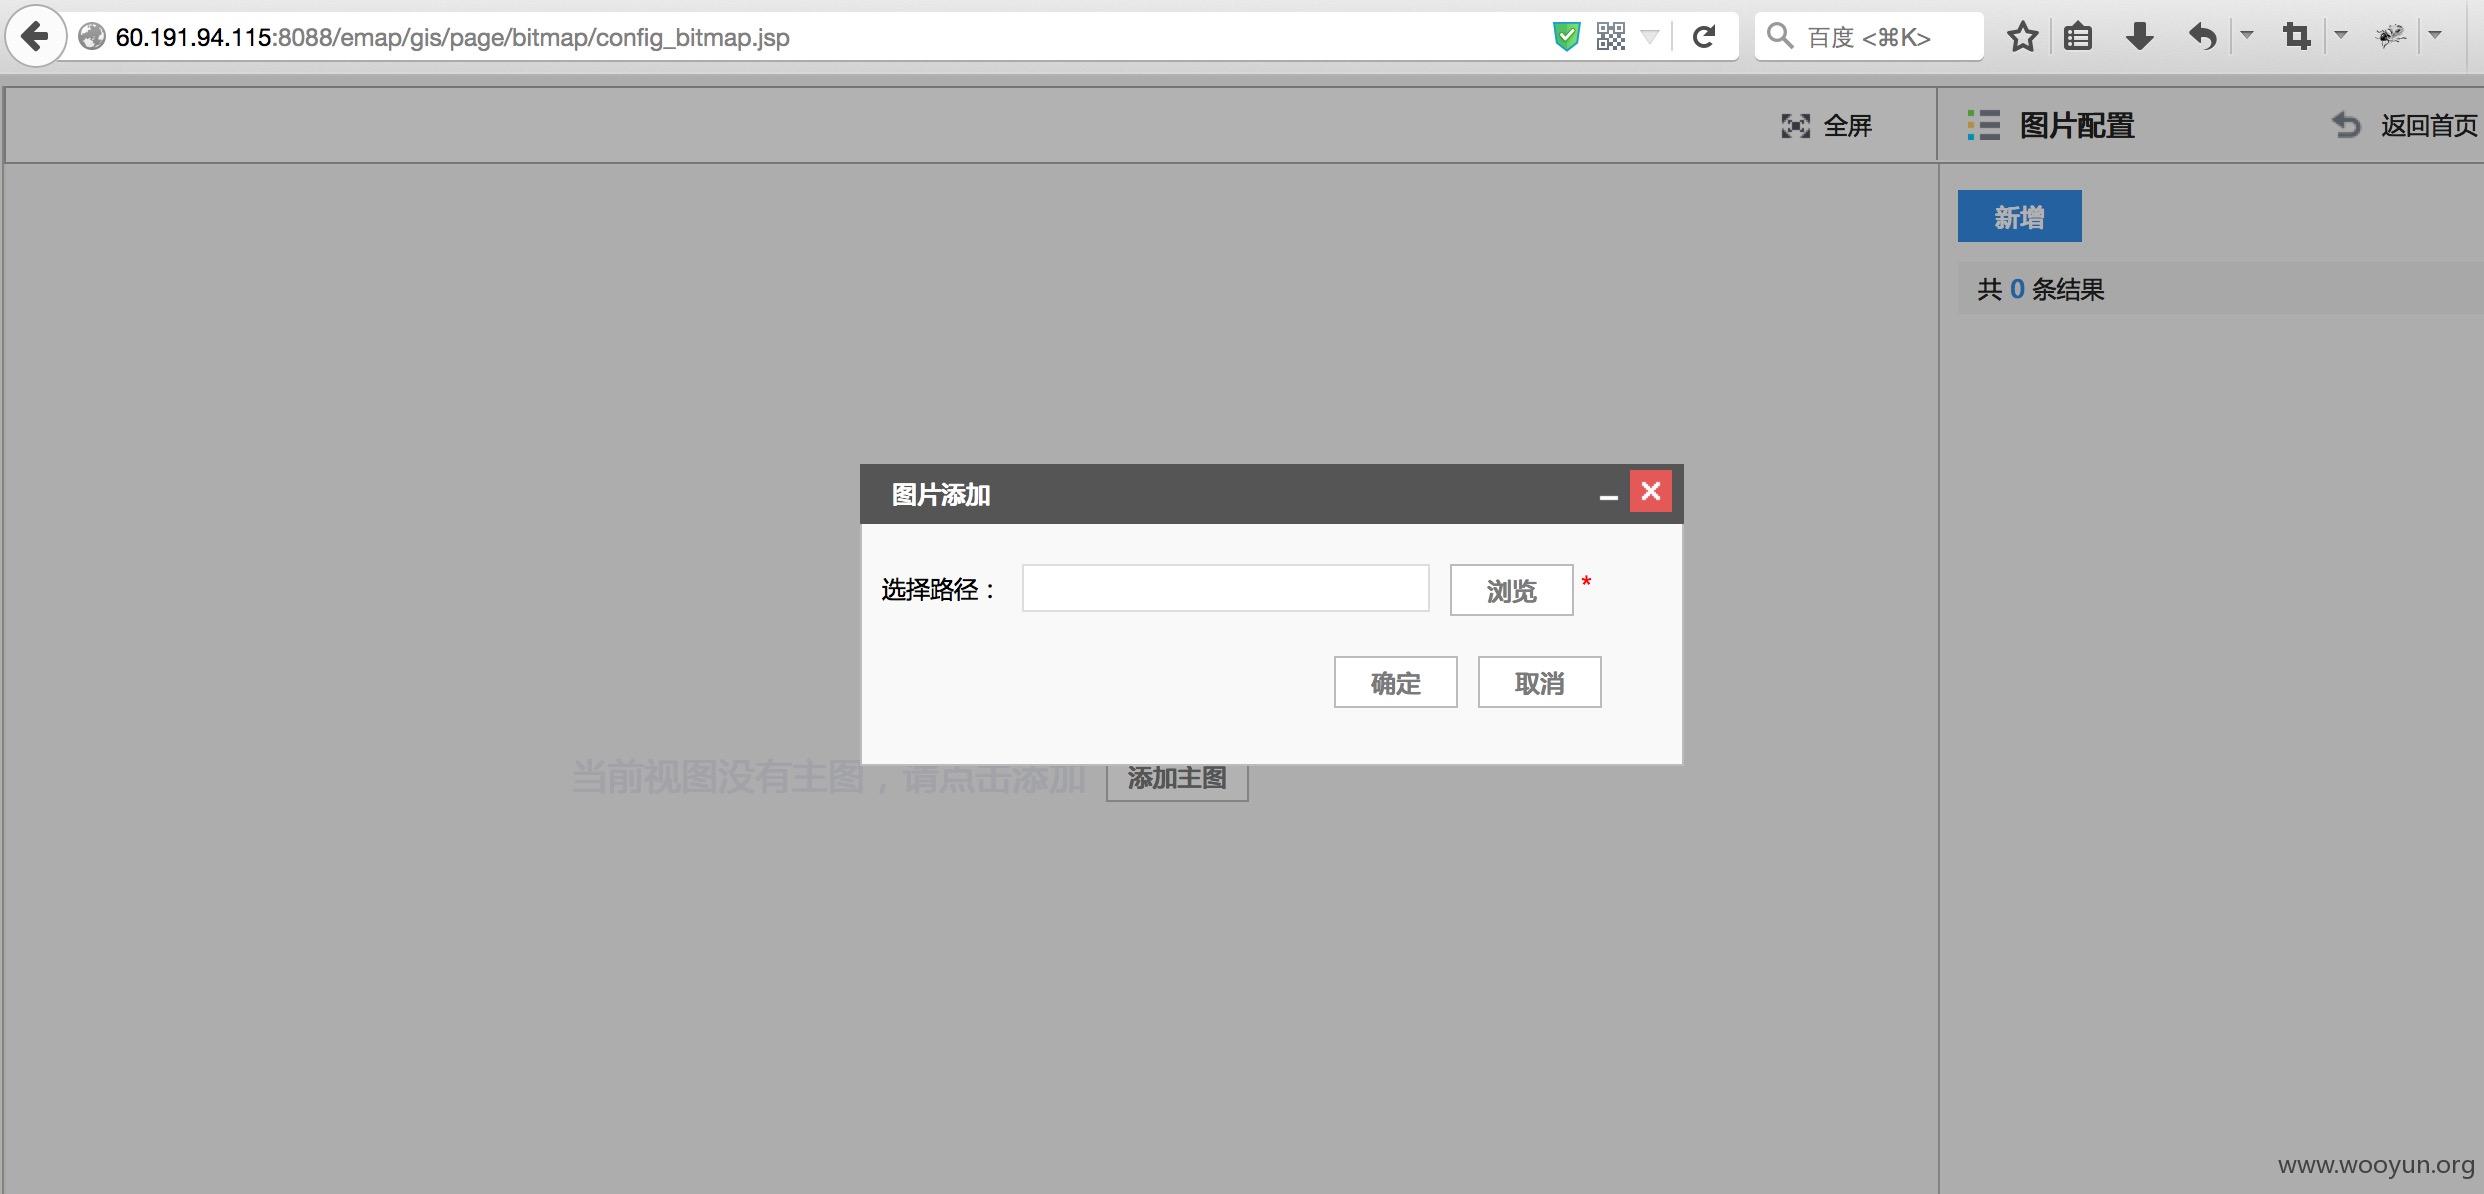 60.191.94.115:8088/emap/gis/page/bitmap/config_bitmap.jsp
百度 <⌘K>
全屏
图片配置
返回首页
新增
共 0 条结果
图片添加
选择路径：
浏览
*
确定
取消
当前视图没有主图，请点击添加
添加主图
www.wooyun.org